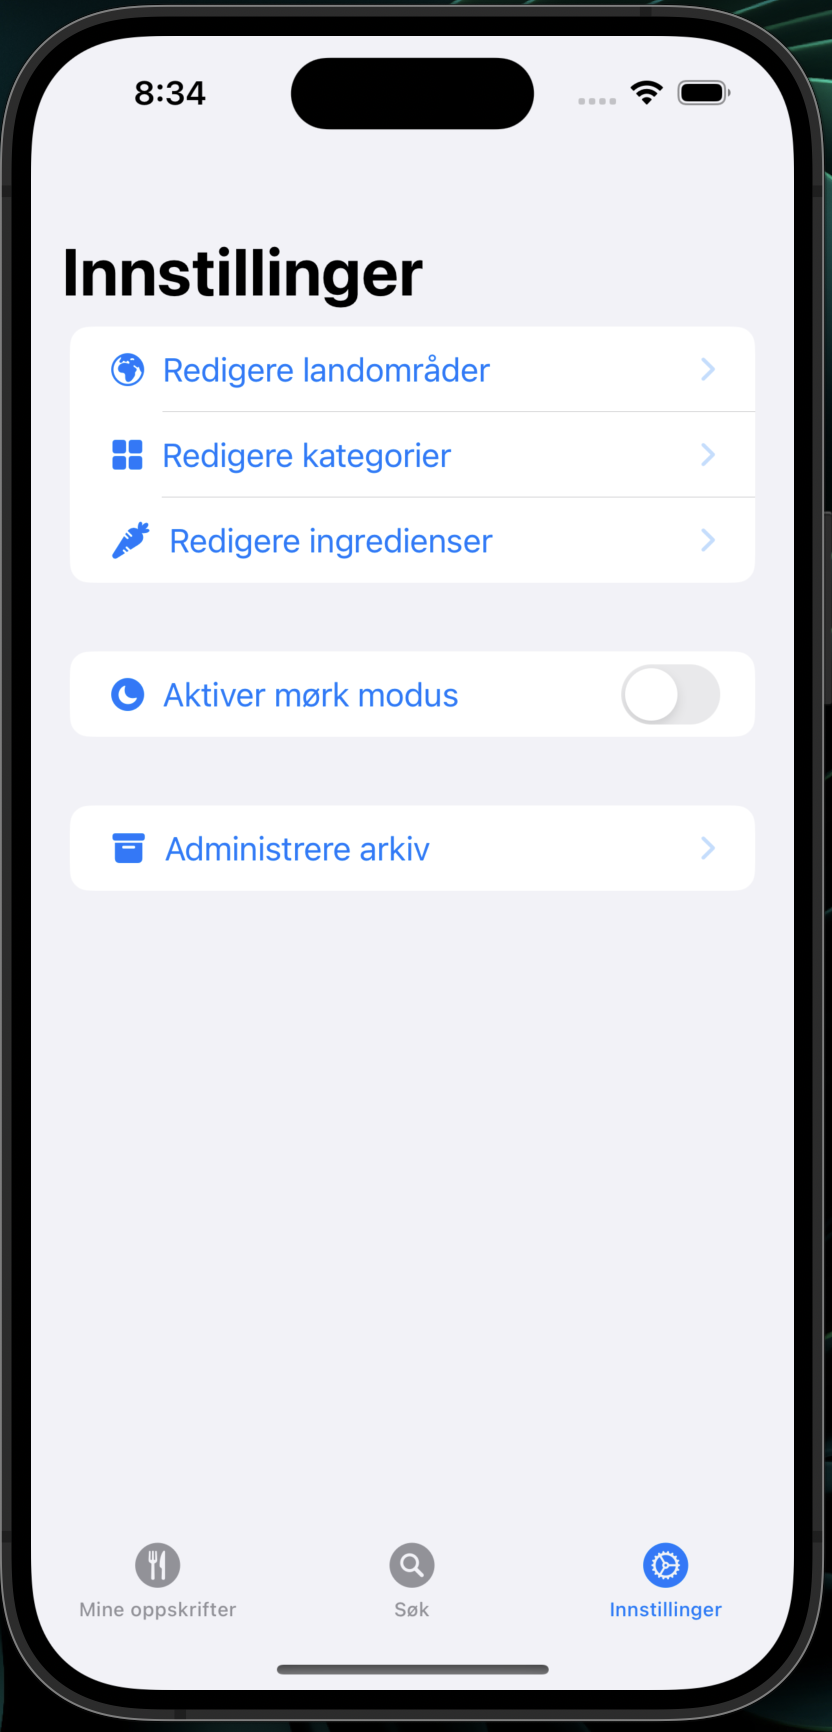 8:34
Innstillinger
Redigere landområder
Redigere kategorier
Redigere ingredienser
Aktiver mørk modus
Administrere arkiv
Mine oppskrifter
Søk
Innstillinger